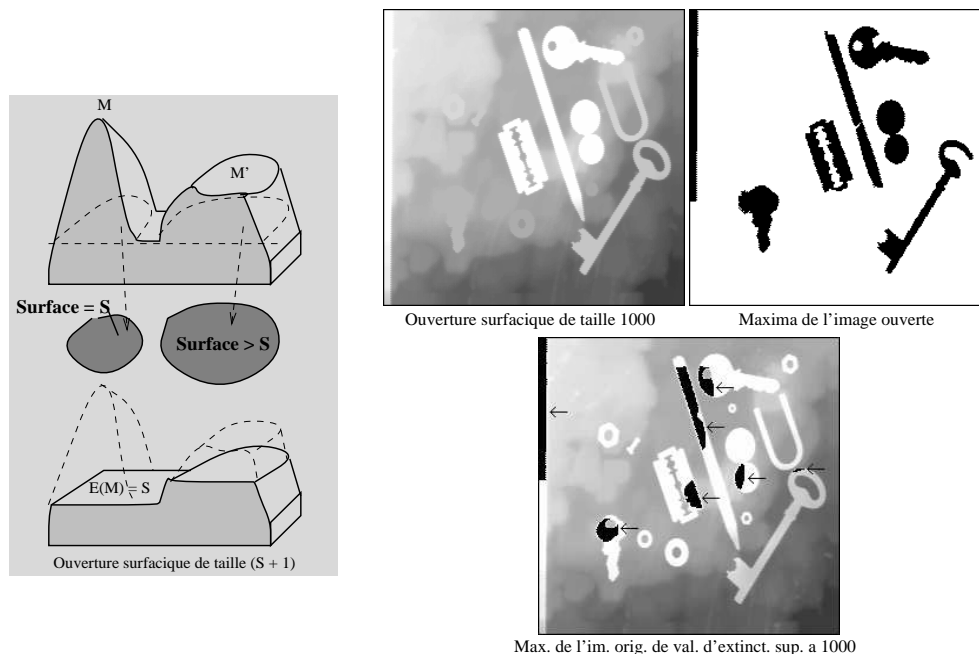 M
M'
Surface = S
Surface > S
E(M) = S
Ouverture surfacique de taille (S + 1)
Ouverture surfacique de taille 1000
Maxima de l'image ouverte
Max. de l'im. orig. de val. d'extinct. sup. a 1000